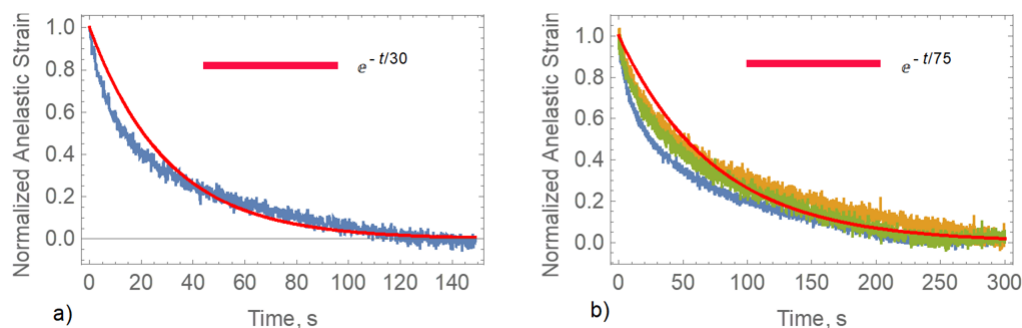 Normalized Anelastic Strain
1.0
0.8
0.6
0.4
0.2
0.0
e^{-t/30}
0 20 40 60 80 100 120 140
Time, s
a)
Normalized Anelastic Strain
1.0
0.8
0.6
0.4
0.2
0.0
e^{-t/75}
0 50 100 150 200 250 300
Time, s
b)